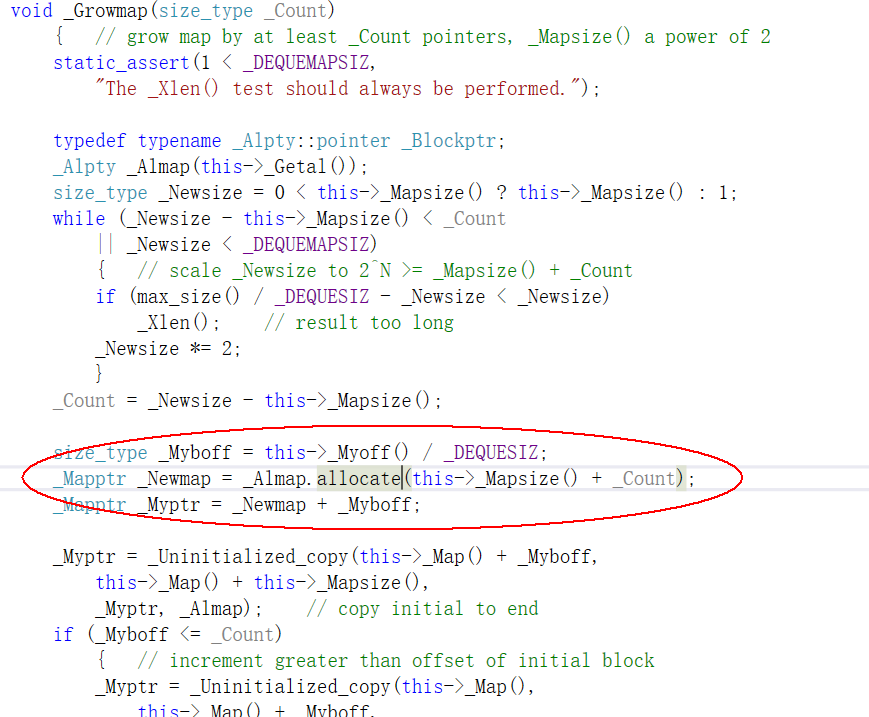 void _Growmap(size_type _Count)
{ // grow map by at least _Count pointers, _Mapsize() a power of 2
static_assert(1 < _DEQUEMAPSIZ,
"The _Xlen() test should always be performed.");
typedef typename _Alpty::pointer _Blockptr;
_Alpty _Almap(this->_Getal());
size_type _Newsize = 0 < this->_Mapsize() ? this->_Mapsize() : 1;
while (_Newsize - this->_Mapsize() < _Count
|| _Newsize < _DEQUEMAPSIZ)
{ // scale _Newsize to 2^N >= _Mapsize() + _Count
if (max_size() / _DEQUESIZ - _Newsize < _Newsize)
_Xlen(); // result too long
_Newsize *= 2;
}
_Count = _Newsize - this->_Mapsize();
size_type _Myboff = this->_Myoff() / _DEQUESIZ;
_Mapptr _Newmap = _Almap.allocate(this->_Mapsize() + _Count);
_Mapptr _Myptr = _Newmap + _Myboff;
_Myptr = _Uninitialized_copy(this->_Map() + _Myboff,
this->_Map() + this->_Mapsize(),
_Myptr, _Almap); // copy initial to end
if (_Myboff <= _Count)
{ // increment greater than offset of initial block
_Myptr = _Uninitialized_copy(this->_Map(),
this->_Map() + _Myboff,